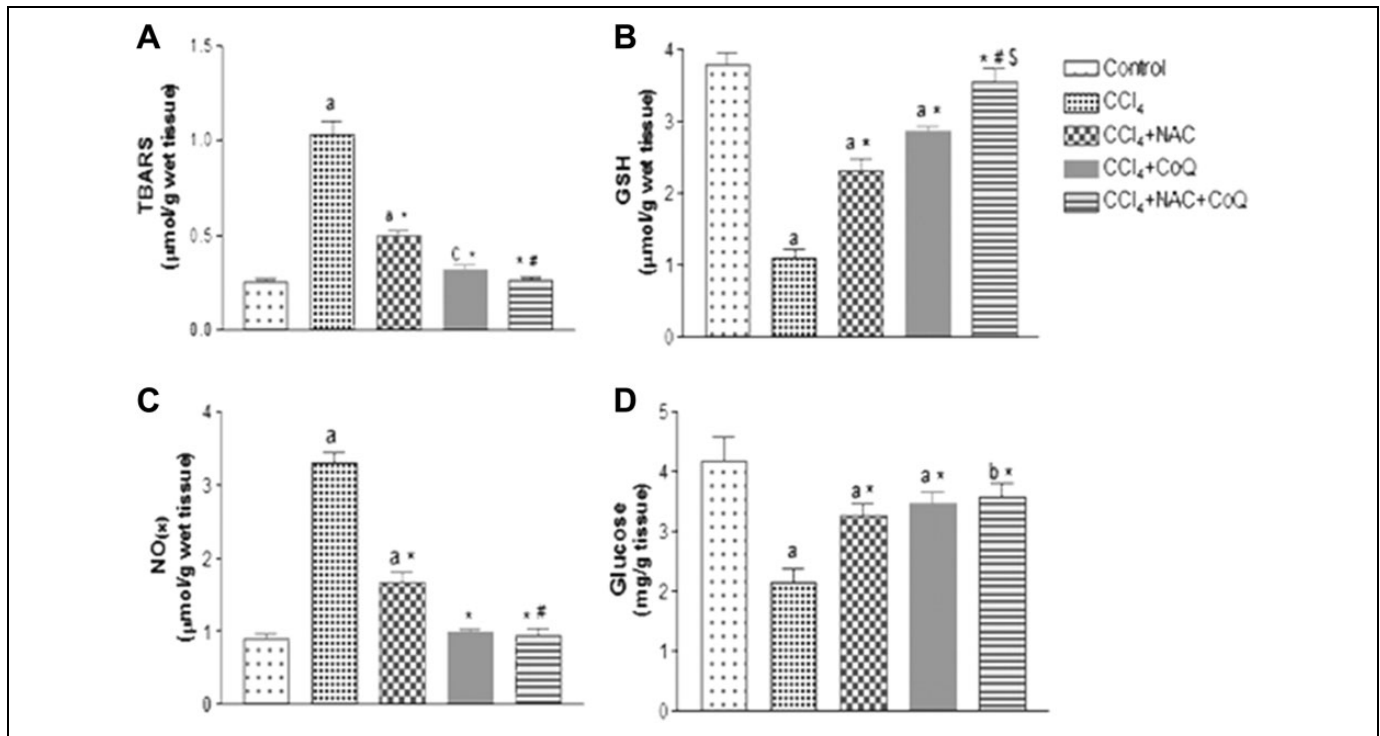 A
TBARS
(μmol/g wet tissue)
1.5
1.0
0.5
0.0
a
a *
C *
* #
B
GSH
(μmol/g wet tissue)
4
3
2
1
0
a
a *
a *
* # $
Control
CCl₄
CCl₄+NAC
CCl₄+CoQ
CCl₄+NAC+CoQ
C
NO(x)
(μmol/g wet tissue)
4
3
2
1
0
a
a *
*
* #
D
Glucose
(mg/g tissue)
5
4
3
2
1
0
a
a *
a *
b *